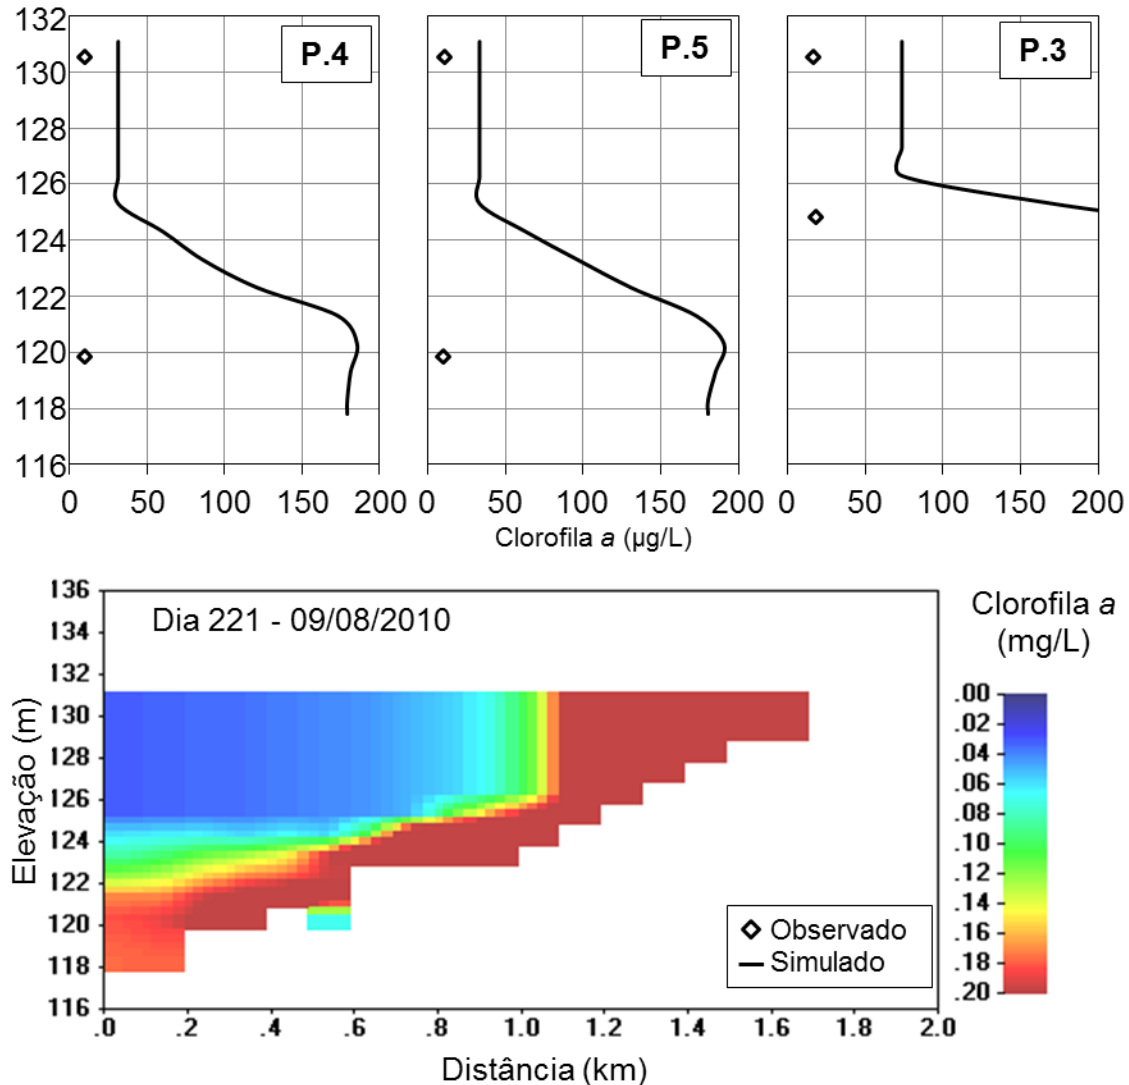 132
130
128
126
124
122
120
118
116
P.4
P.5
P.3
0 50 100 150 200
0 50 100 150 200
0 50 100 150 200
Clorofila a (µg/L)
136
134
132
130
128
126
124
122
120
118
116
Elevação (m)
Dia 221 - 09/08/2010
Observado
Simulado
.0 .2 .4 .6 .8 1.0 1.2 1.4 1.6 1.8 2.0
Distância (km)
Clorofila a
(mg/L)
.00
.02
.04
.06
.08
.10
.12
.14
.16
.18
.20